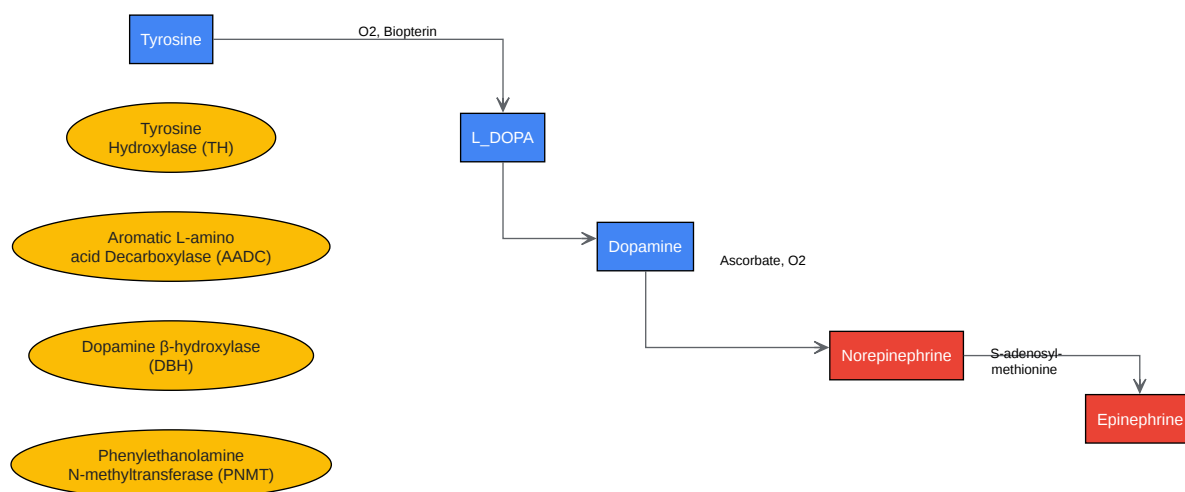 O2, Biopterin
Tyrosine
Tyrosine
Hydroxylase (TH)
L_DOPA
Aromatic L-amino
acid Decarboxylase (AADC)
Dopamine
Ascorbate, O2
Dopamine β-hydroxylase
(DBH)
Norepinephrine
S-adenosyl-
methionine
Epinephrine
Phenylethanolamine
N-methyltransferase (PNMT)